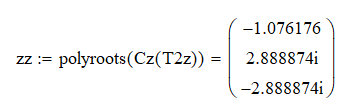 −1.076176
zz := polyroots(Cz(T2z)) = 2.888874i
−2.888874i